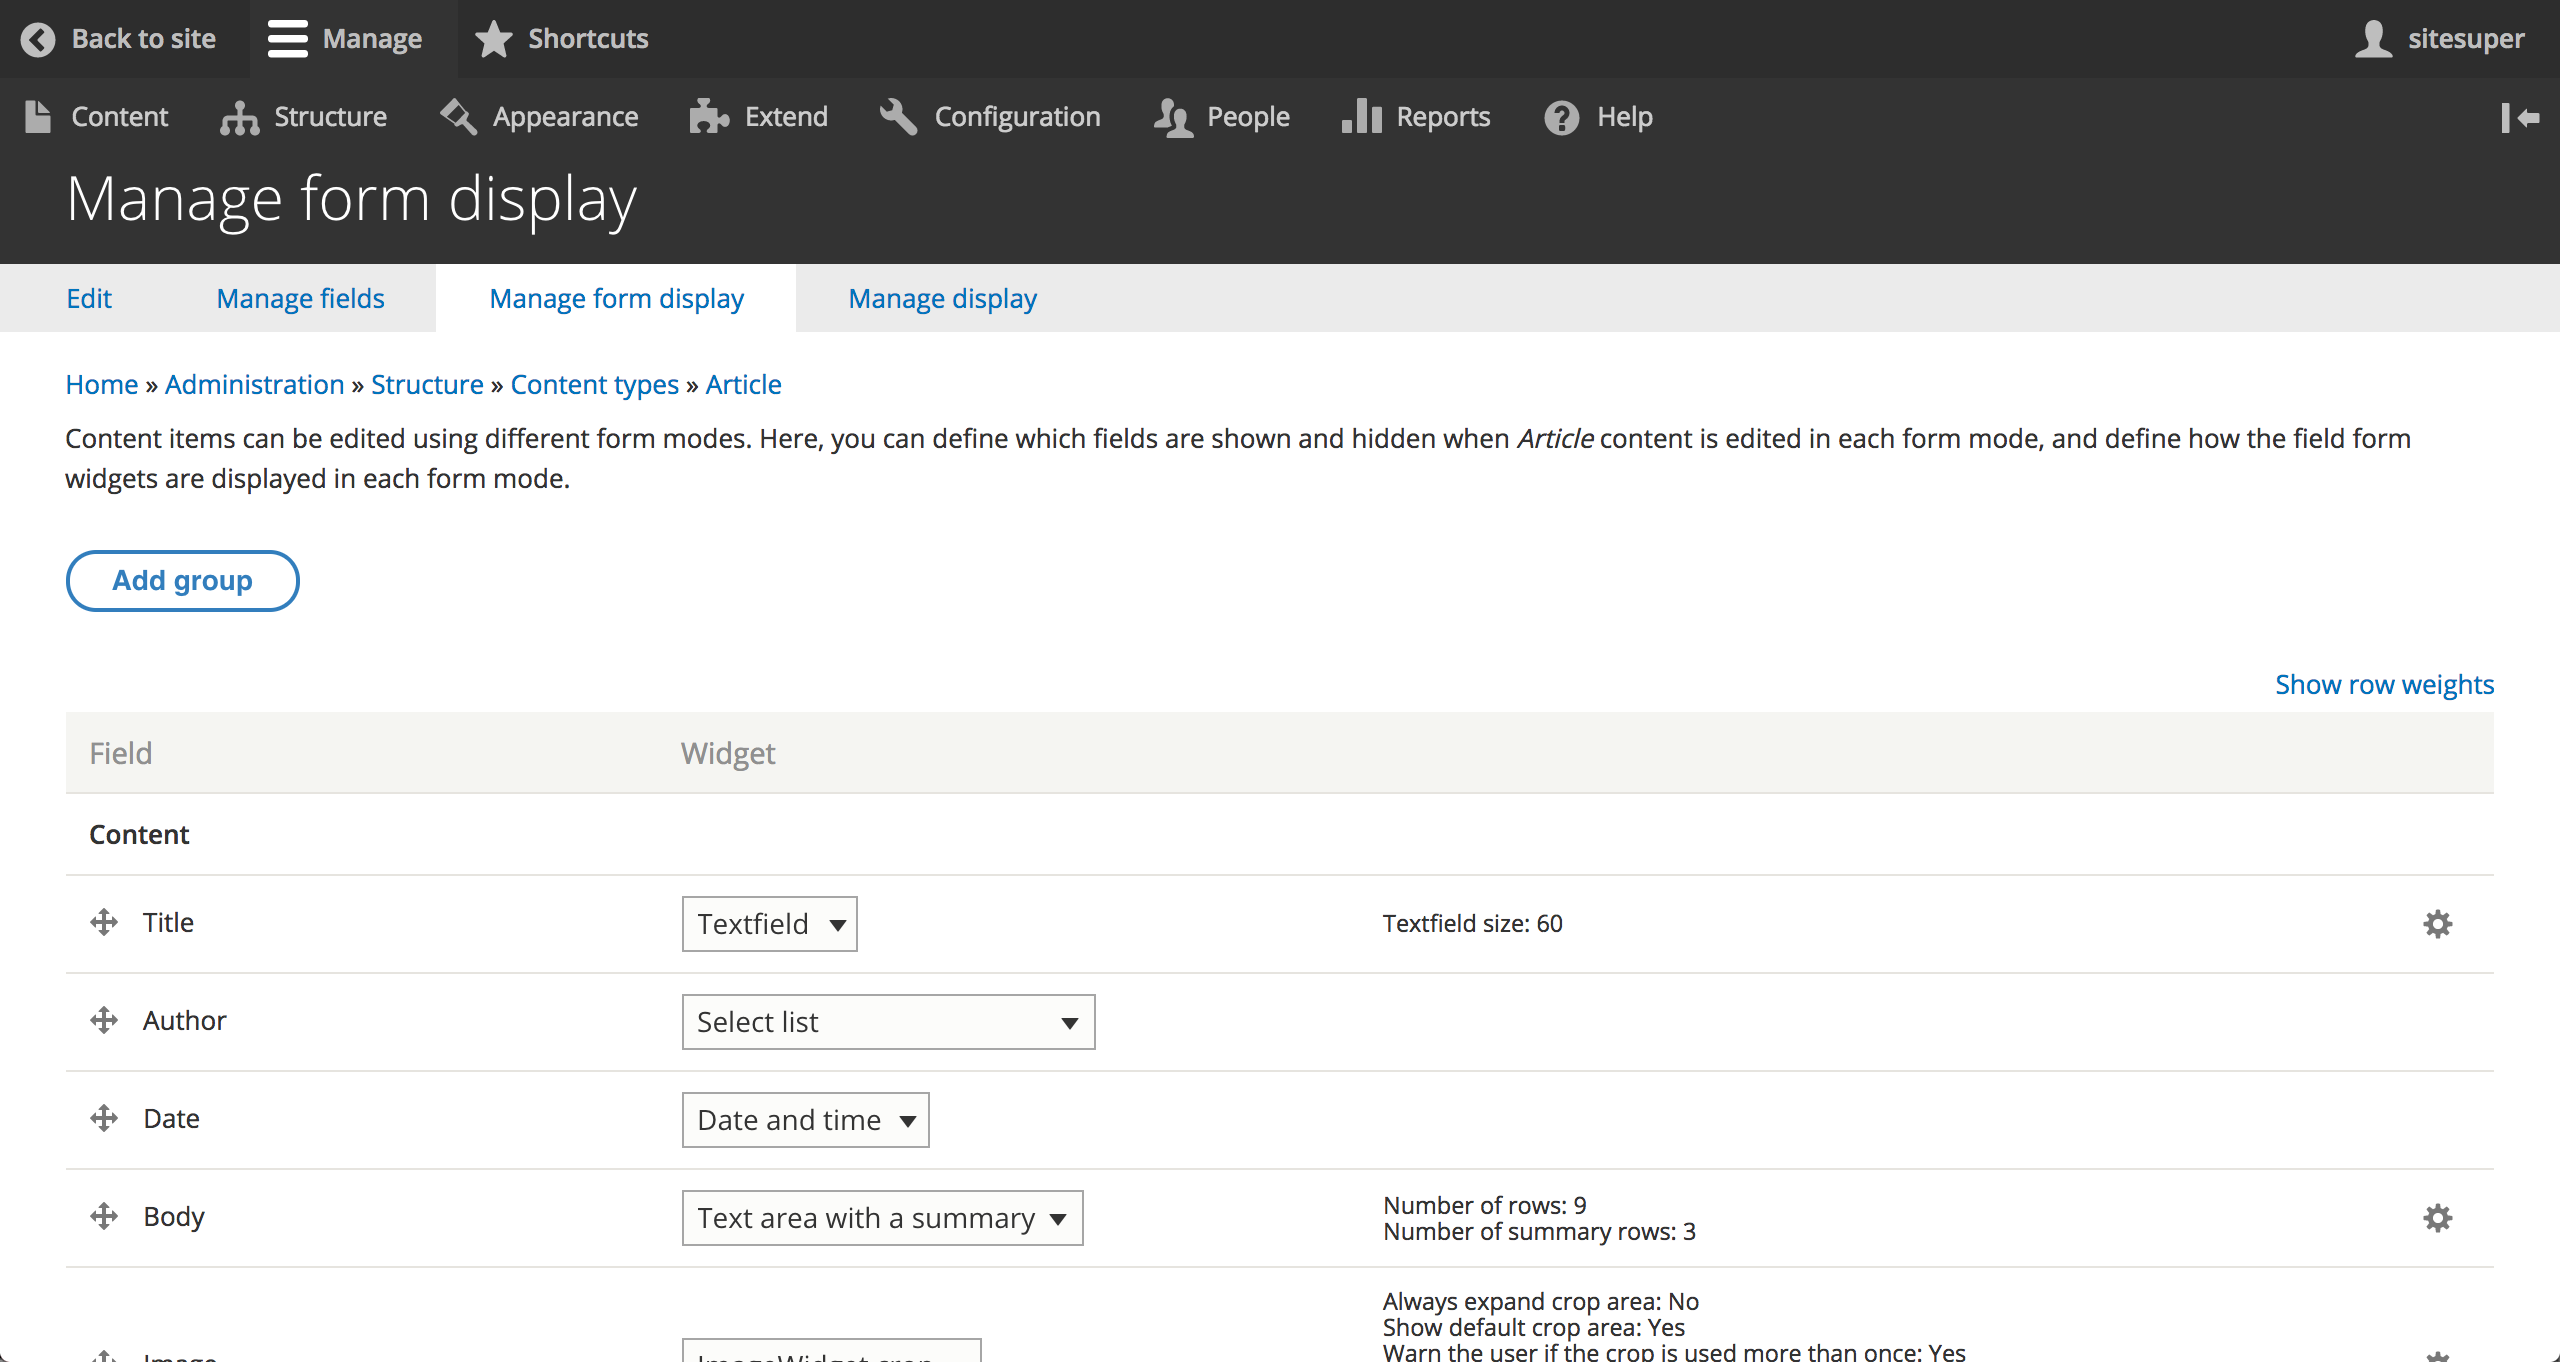 Back to site
Manage
Shortcuts
sitesuper
Content
Structure
Appearance
Extend
Configuration
People
Reports
Help
Manage form display
Edit
Manage fields
Manage form display
Manage display
Home » Administration » Structure » Content types » Article
Content items can be edited using different form modes. Here, you can define which fields are shown and hidden when Article content is edited in each form mode, and define how the field form
widgets are displayed in each form mode.
Add group
Show row weights
Field
Widget
Content
Title
Textfield
Textfield size: 60
Author
Select list
Date
Date and time
Body
Text area with a summary
Number of rows: 9
Number of summary rows: 3
Always expand crop area: No
Show default crop area: Yes
Warn the user if the crop is used more than once: Yes
Image
ImageWidget crop